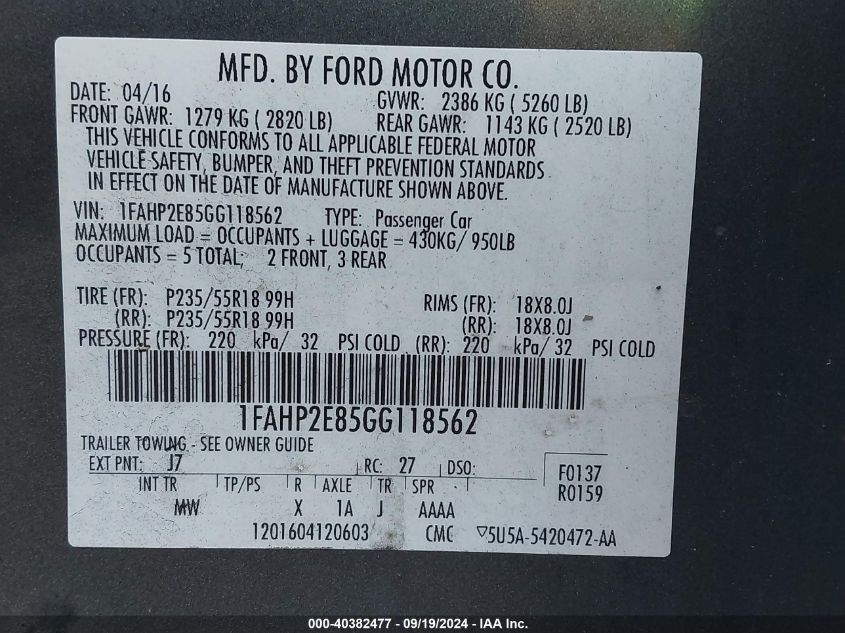 MFD. BY FORD MOTOR CO.
DATE: 04/16 GVWR: 2386 KG ( 5260 LB)
FRONT GAWR: 1279 KG ( 2820 LB) REAR GAWR: 1143 KG ( 2520 LB)
THIS VEHICLE CONFORMS TO ALL APPLICABLE FEDERAL MOTOR
VEHICLE SAFETY, BUMPER, AND THEFT PREVENTION STANDARDS
IN EFFECT ON THE DATE OF MANUFACTURE SHOWN ABOVE.
VIN: 1FAHP2E85GG118562 TYPE: Passenger Car
MAXIMUM LOAD = OCCUPANTS + LUGGAGE = 430KG/ 950LB
OCCUPANTS = 5 TOTAL; 2 FRONT, 3 REAR
TIRE (FR): P235/55R18 99H RIMS (FR): 18X8.0J
(RR): P235/55R18 99H (RR): 18X8.0J
PRESSURE (FR): 220 kPa/ 32 PSI COLD (RR): 220 kPa/ 32 PSI COLD
1FAHP2E85GG118562
TRAILER TOWING - SEE OWNER GUIDE
EXT PNT: J7 RC: 27 DSO: F0137
INT TR TP/PS R AXLE TR SPR R0159
MW X 1A J AAAA
1201604120603 CMC ▽5U5A-5420472-AA
000-40382477 - 09/19/2024 - IAA Inc.